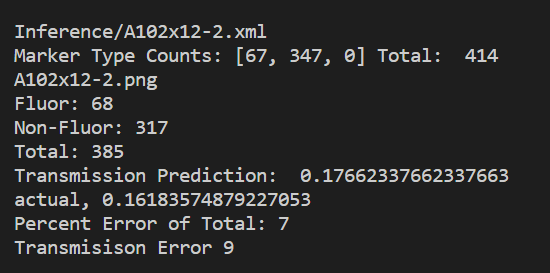 Inference/A102x12-2.xml
Marker Type Counts: [67, 347, 0] Total:  414
A102x12-2.png
Fluor: 68
Non-Fluor: 317
Total: 385
Transmission Prediction:  0.17662337662337663
actual, 0.16183574879227053
Percent Error of Total: 7
Transmisison Error 9